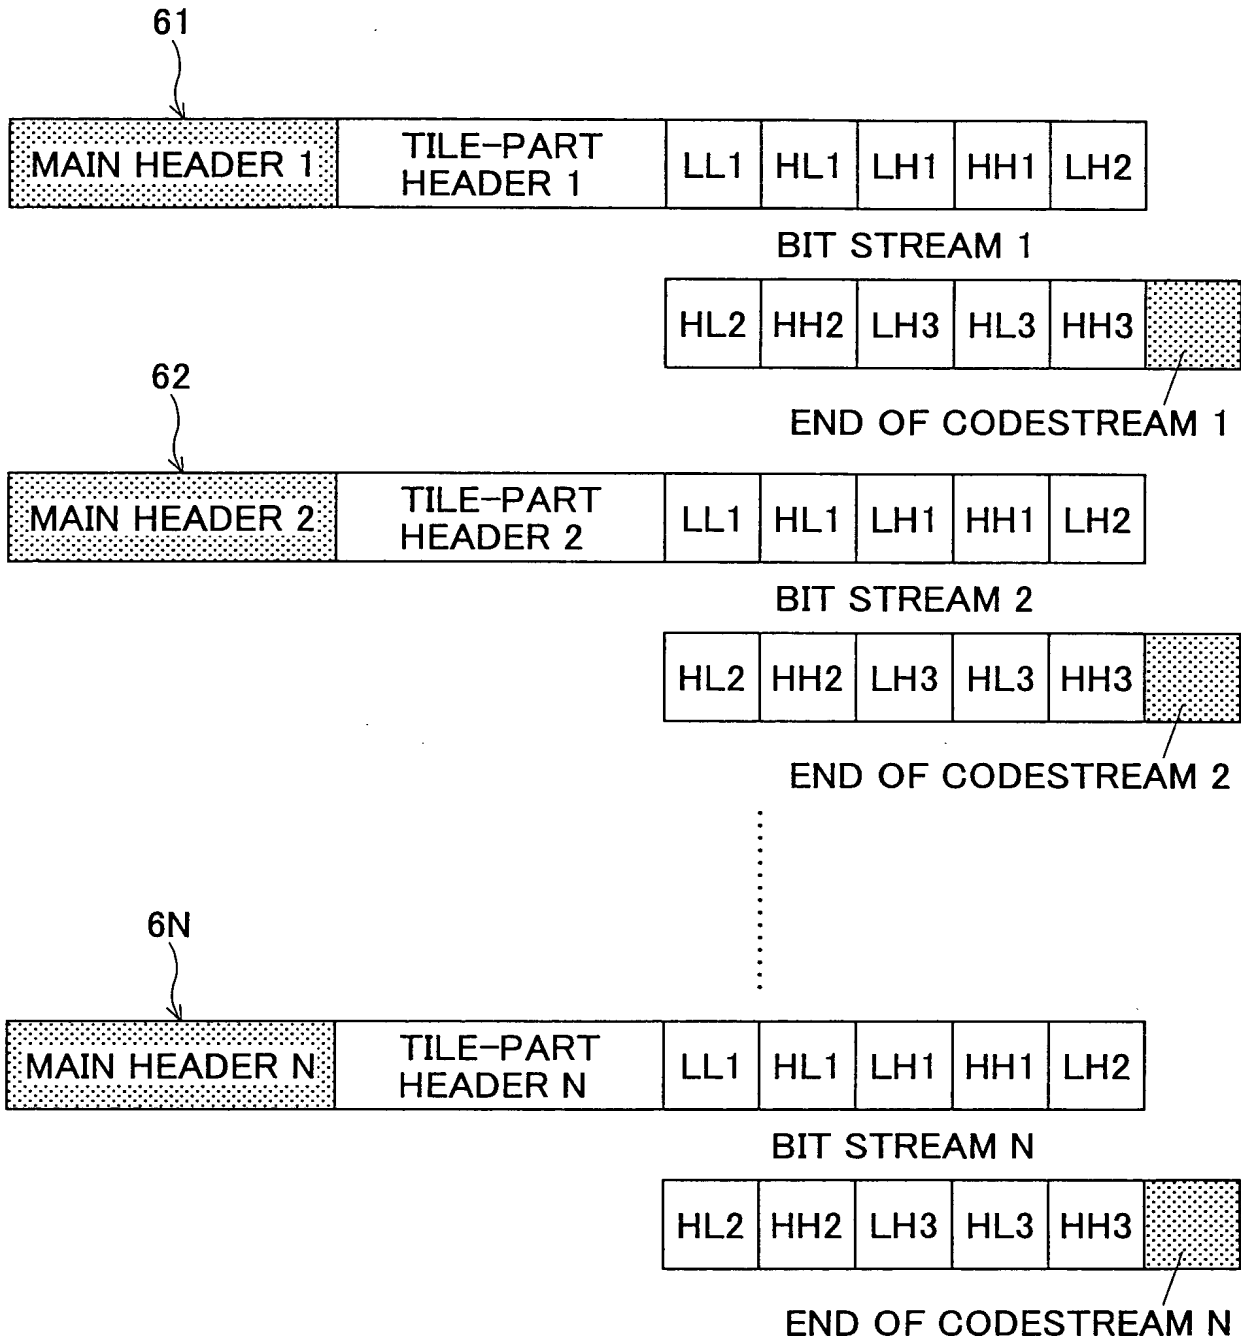 61
MAIN HEADER 1 TILE-PART HEADER 1 LL1 HL1 LH1 HH1 LH2
BIT STREAM 1
HL2 HH2 LH3 HL3 HH3
END OF CODESTREAM 1
62
MAIN HEADER 2 TILE-PART HEADER 2 LL1 HL1 LH1 HH1 LH2
BIT STREAM 2
HL2 HH2 LH3 HL3 HH3
END OF CODESTREAM 2
6N
MAIN HEADER N TILE-PART HEADER N LL1 HL1 LH1 HH1 LH2
BIT STREAM N
HL2 HH2 LH3 HL3 HH3
END OF CODESTREAM N